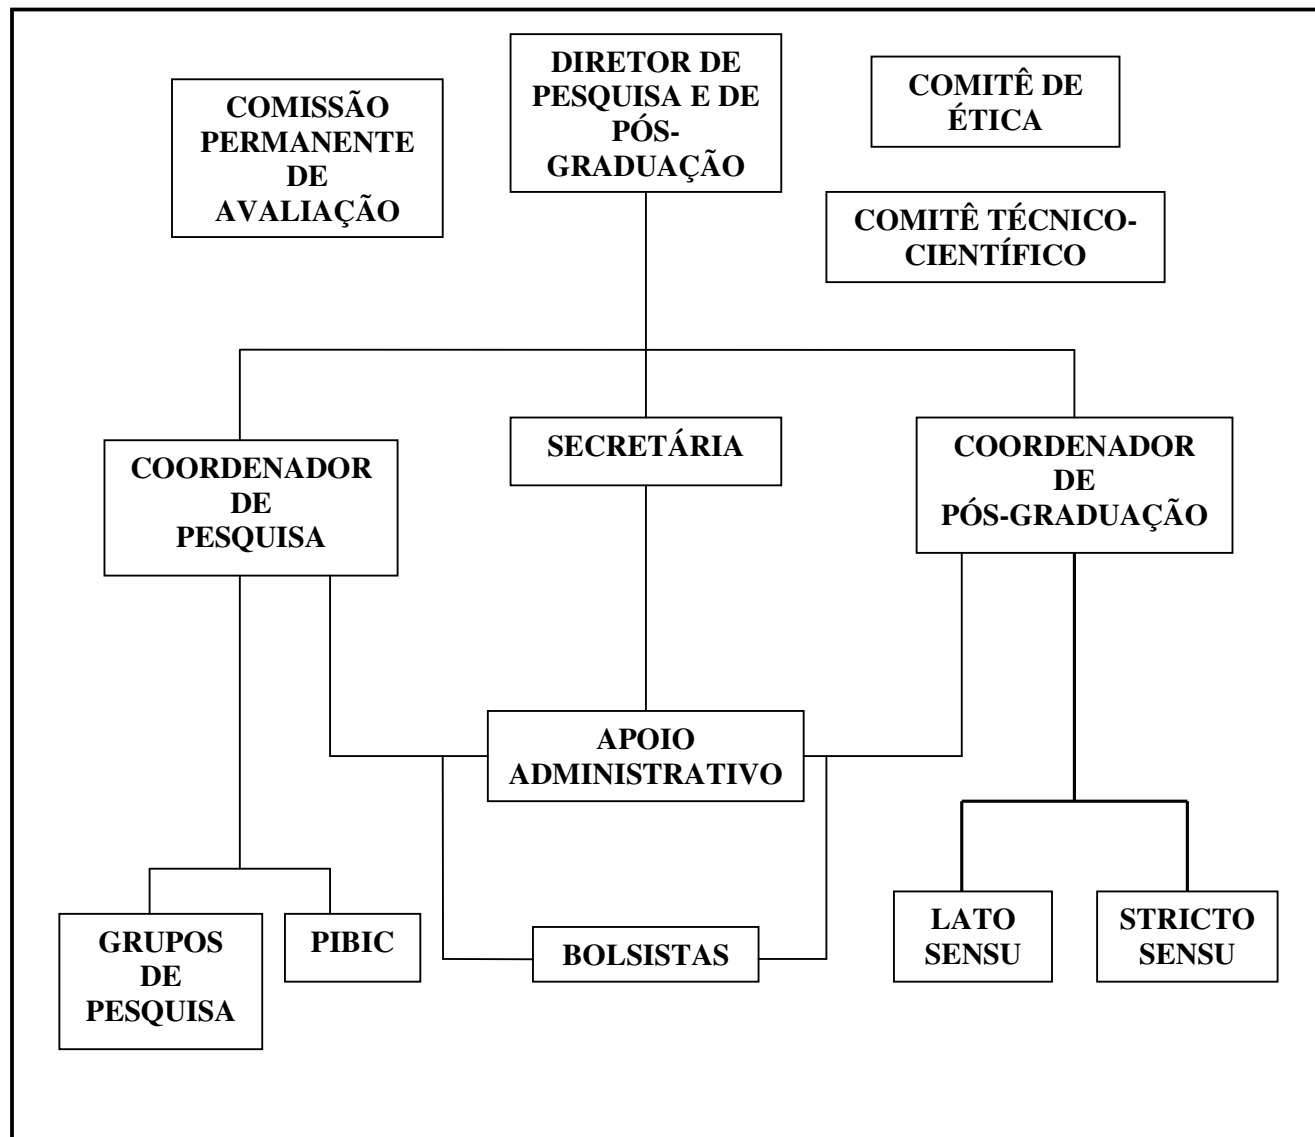 DIRETOR DE
PESQUISA E DE
PÓS-
GRADUAÇÃO
COMISSÃO
PERMANENTE
DE
AVALIAÇÃO
COMITÊ DE
ÉTICA
COMITÊ TÉCNICO-
CIENTÍFICO
COORDENADOR
DE
PESQUISA
SECRETÁRIA
COORDENADOR
DE
PÓS-GRADUAÇÃO
APOIO
ADMINISTRATIVO
GRUPOS
DE
PESQUISA
PIBIC
BOLSISTAS
LATO
SENSU
STRICTO
SENSU